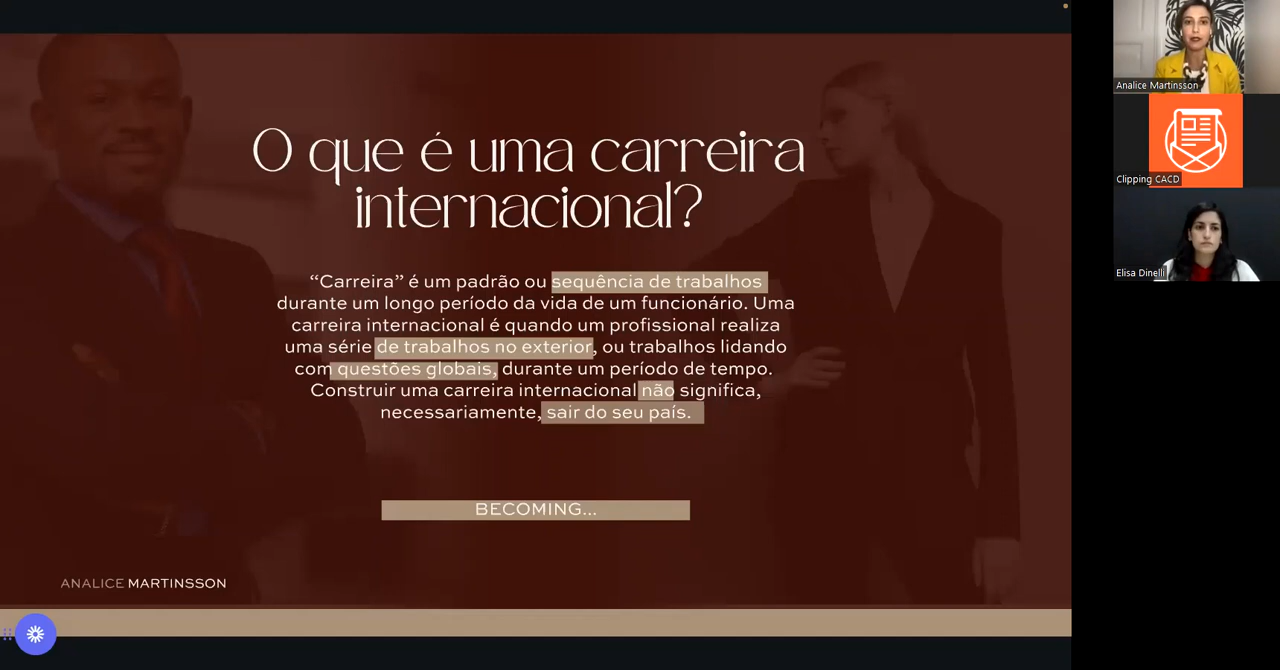 O que é uma carreira
internacional?
“Carreira” é um padrão ou sequência de trabalhos
durante um longo período da vida de um funcionário. Uma
carreira internacional é quando um profissional realiza
uma série de trabalhos no exterior, ou trabalhos lidando
com questões globais, durante um período de tempo.
Construir uma carreira internacional não significa,
necessariamente, sair do seu país.
BECOMING...
ANALICE MARTINSSON
Analice Martinsson
Clipping CACD
Elisa Dinelli